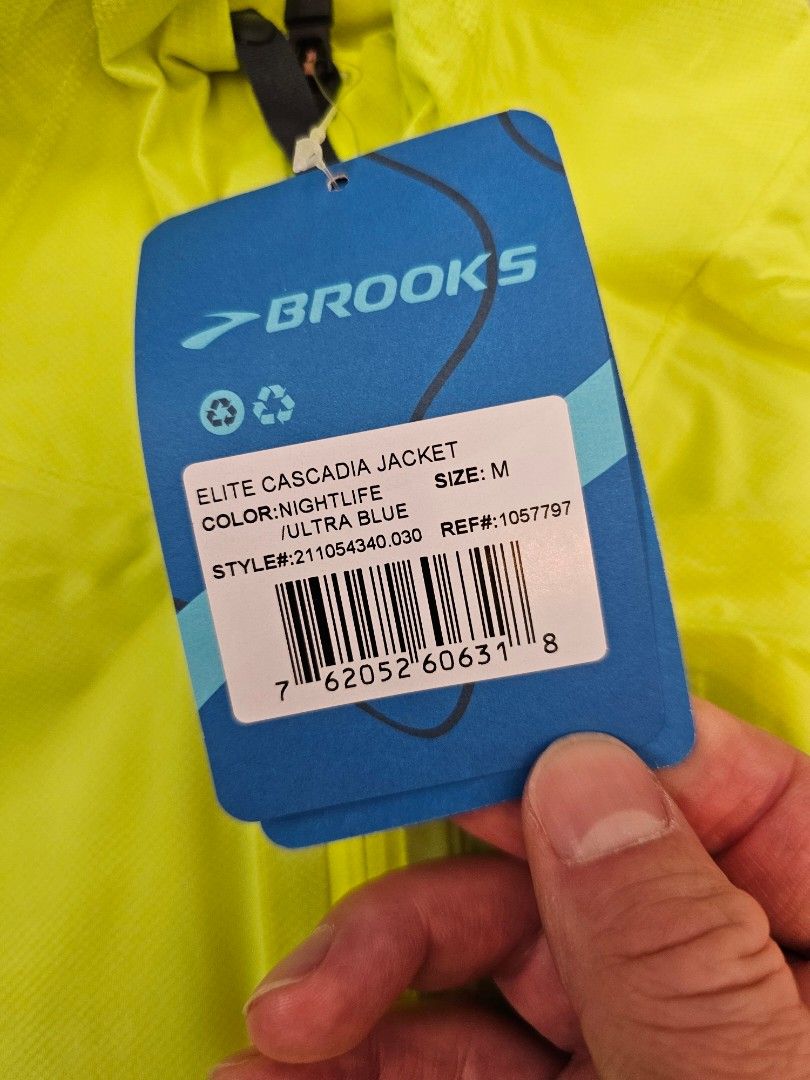 BROOKS
ELITE CASCADIA JACKET
COLOR:NIGHTLIFE SIZE: M
/ULTRA BLUE
STYLE#:211054340.030 REF#:1057797
7 62052 60631 8